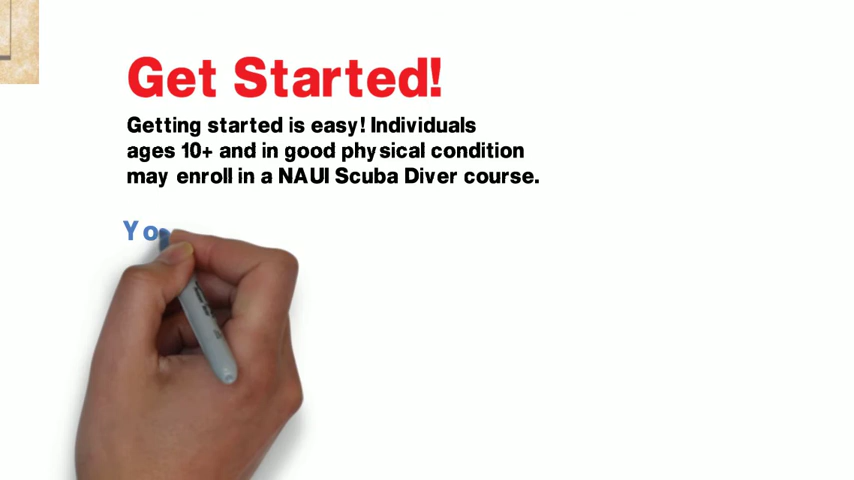 Get Started!
Getting started is easy! Individuals
ages 10+ and in good physical condition
may enroll in a NAUI Scuba Diver course.